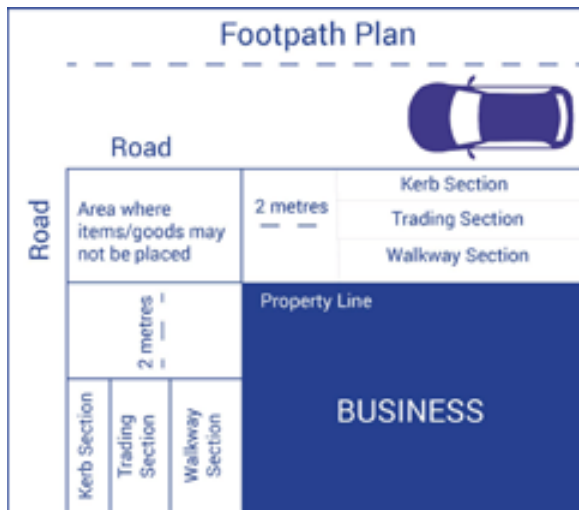 Footpath Plan
Road
Road
Area where
items/goods may
not be placed
2 metres
Kerb Section
Trading Section
Walkway Section
2 metres
Property Line
BUSINESS
Kerb Section
Trading
Section
Walkway
Section